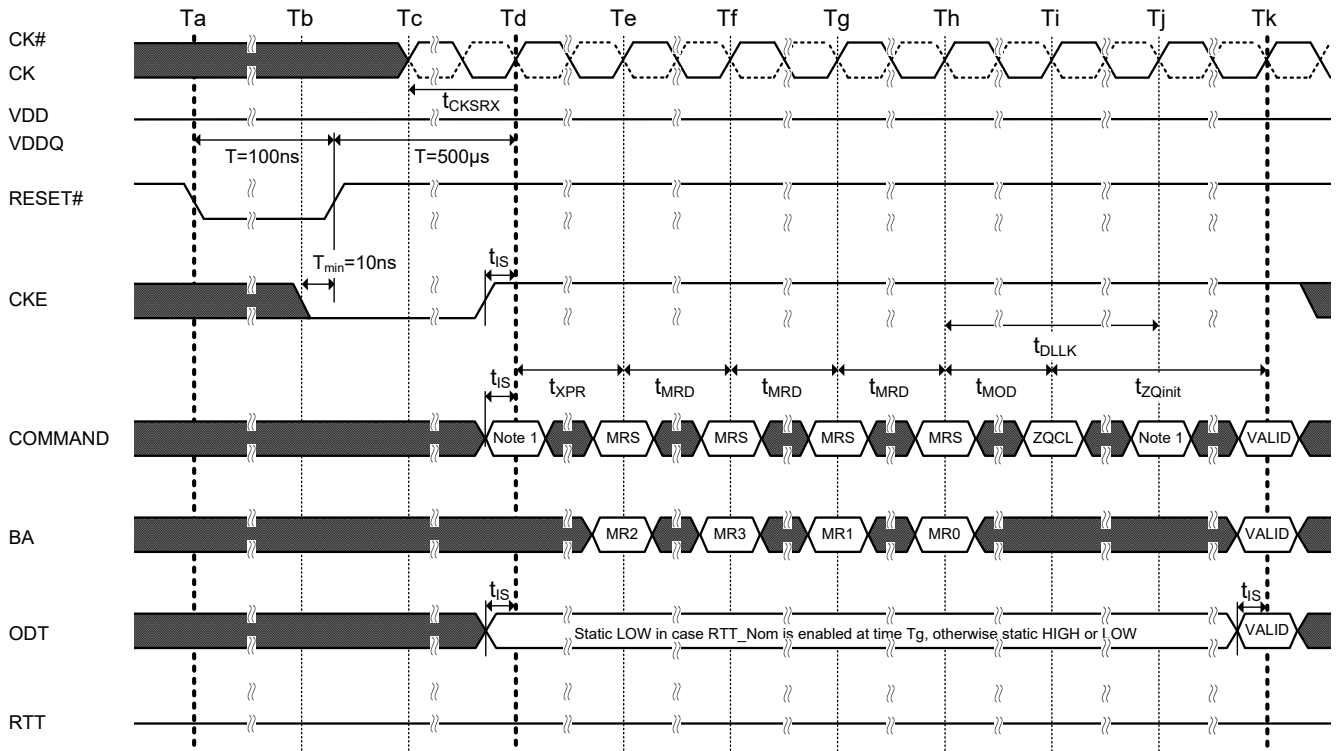 Ta Tb Tc Td Te Tf Tg Th Ti Tj Tk
CK#
CK
tCKSRX
VDD
VDDQ
T=100ns T=500µs
RESET#
Tmin=10ns tIS
CKE
tDLLK
tIS tXPR tMRD tMRD tMRD tMOD tZQinit
COMMAND Note 1 MRS MRS MRS MRS ZQCL Note 1 VALID
BA MR2 MR3 MR1 MR0 VALID
tIS tIS
ODT Static LOW in case RTT_Nom is enabled at time Tg, otherwise static HIGH or LOW VALID
RTT